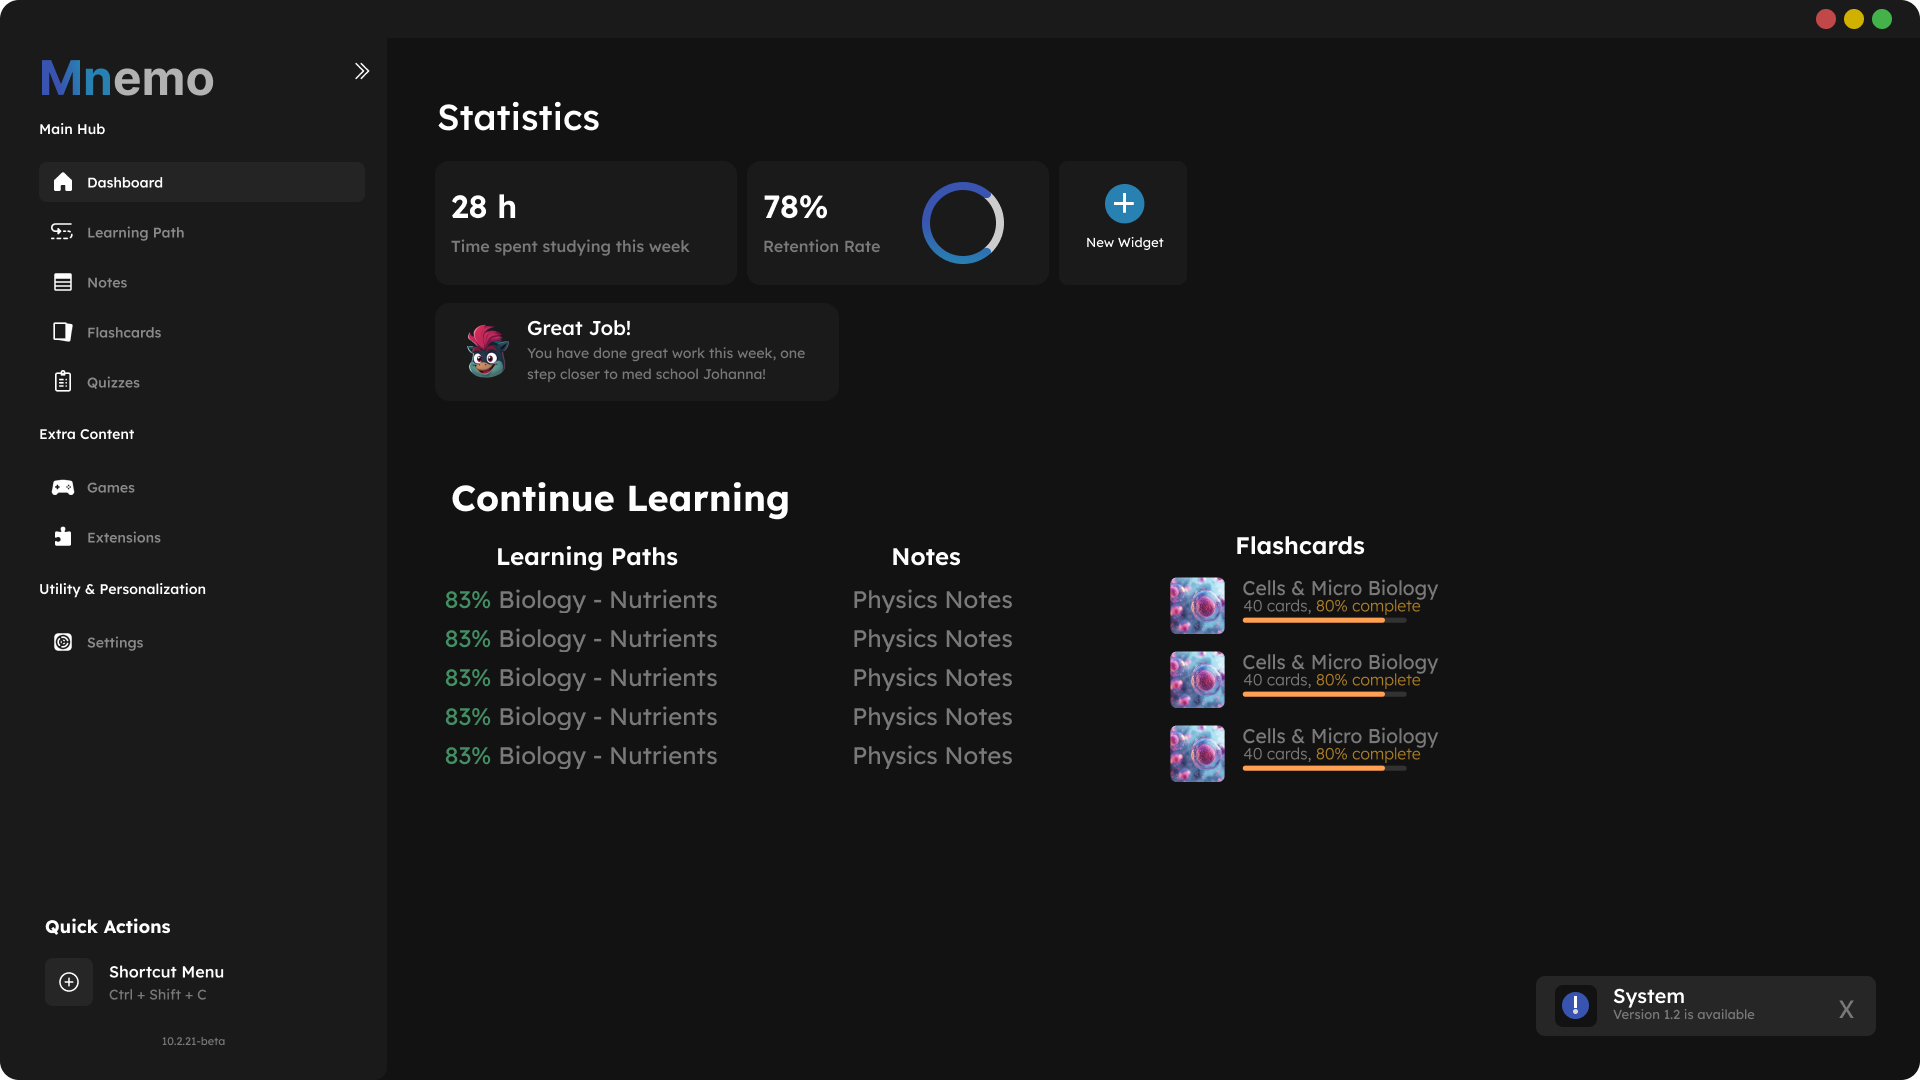 Mnemo
Main Hub
Dashboard
Learning Path
Notes
Flashcards
Quizzes
Extra Content
Games
Extensions
Utility & Personalization
Settings
Quick Actions
Shortcut Menu
Ctrl + Shift + C
10.2.21-beta
Statistics
28 h
Time spent studying this week
78%
Retention Rate
New Widget
Great Job!
You have done great work this week, one
step closer to med school Johanna!
Continue Learning
Learning Paths
83% Biology - Nutrients
83% Biology - Nutrients
83% Biology - Nutrients
83% Biology - Nutrients
83% Biology - Nutrients
Notes
Physics Notes
Physics Notes
Physics Notes
Physics Notes
Physics Notes
Flashcards
Cells & Micro Biology
40 cards, 80% complete
Cells & Micro Biology
40 cards, 80% complete
Cells & Micro Biology
40 cards, 80% complete
System
Version 1.2 is available
X